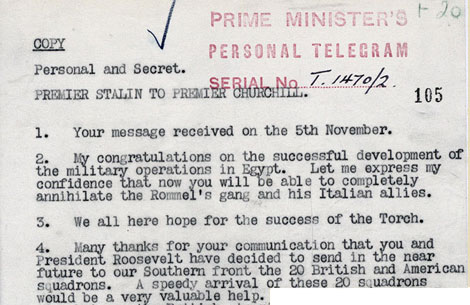 PRIME MINISTER'S
+ 20
COPY
PERSONAL TELEGRAM
Personal and Secret.
SERIAL No T. 1470/2.
PREMIER STALIN TO PREMIER CHURCHILL.
105
1. Your message received on the 5th November.
2. My congratulations on the successful development of
the military operations in Egypt. Let me express my
confidence that now you will be able to completely
annihilate the Rommel's gang and his Italian allies.
3. We all here hope for the success of the Torch.
4. Many thanks for your communication that you and
President Roosevelt have decided to send in the near
future to our Southern front the 20 British and American
squadrons. A speedy arrival of these 20 squadrons
would be a very valuable help.